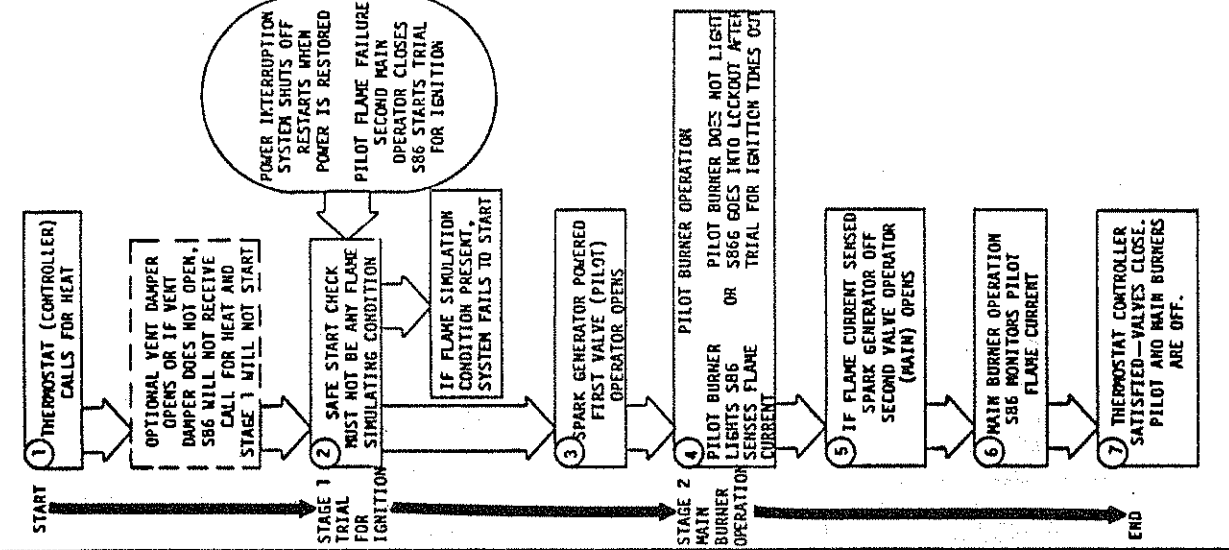 START
1 THERMOSTAT (CONTROLLER)
CALLS FOR HEAT
OPTIONAL VENT DAMPER
OPENS OR IF VENT
DAMPER DOES NOT OPEN,
S86 WILL NOT RECEIVE
CALL FOR HEAT AND
STAGE 1 WILL NOT START
STAGE 1
TRIAL
FOR
IGNITION
2 SAFE START CHECK
MUST NOT BE ANY FLAME
SIMULATING CONDITION
POWER INTERRUPTION
SYSTEM SHUTS OFF
RESTARTS WHEN
POWER IS RESTORED
PILOT FLAME FAILURE
SECOND MAIN
OPERATOR CLOSES
S86 STARTS TRIAL
FOR IGNITION
IF FLAME SIMULATION
CONDITION PRESENT,
SYSTEM FAILS TO START
3 SPARK GENERATOR POWERED
FIRST VALVE (PILOT)
OPERATOR OPENS
STAGE 2
MAIN
BURNER
OPERATION
4 PILOT BURNER OPERATION
PILOT BURNER
LIGHTS S86
SENSES FLAME
CURRENT
OR
PILOT BURNER DOES NOT LIGHT
S86G GOES INTO LOCKOUT AFTER
TRIAL FOR IGNITION TIMES OUT
5 IF FLAME CURRENT SENSED
SPARK GENERATOR OFF
SECOND VALVE OPERATOR
(MAIN) OPENS
6 MAIN BURNER OPERATION
S86 MONITORS PILOT
FLAME CURRENT
7 THERMOSTAT CONTROLLER
SATISFIED—VALVES CLOSE.
PILOT AND MAIN BURNERS
ARE OFF.
END